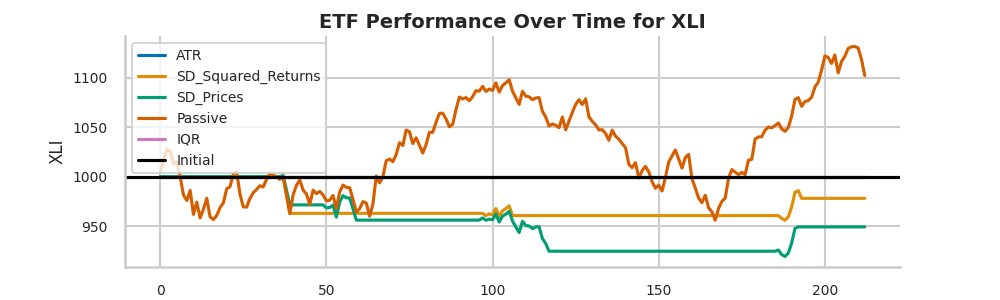 ETF Performance Over Time for XLI
XLI
1100
1050
1000
950
ATR
SD_Squared_Returns
SD_Prices
Passive
IQR
Initial
0
50
100
150
200